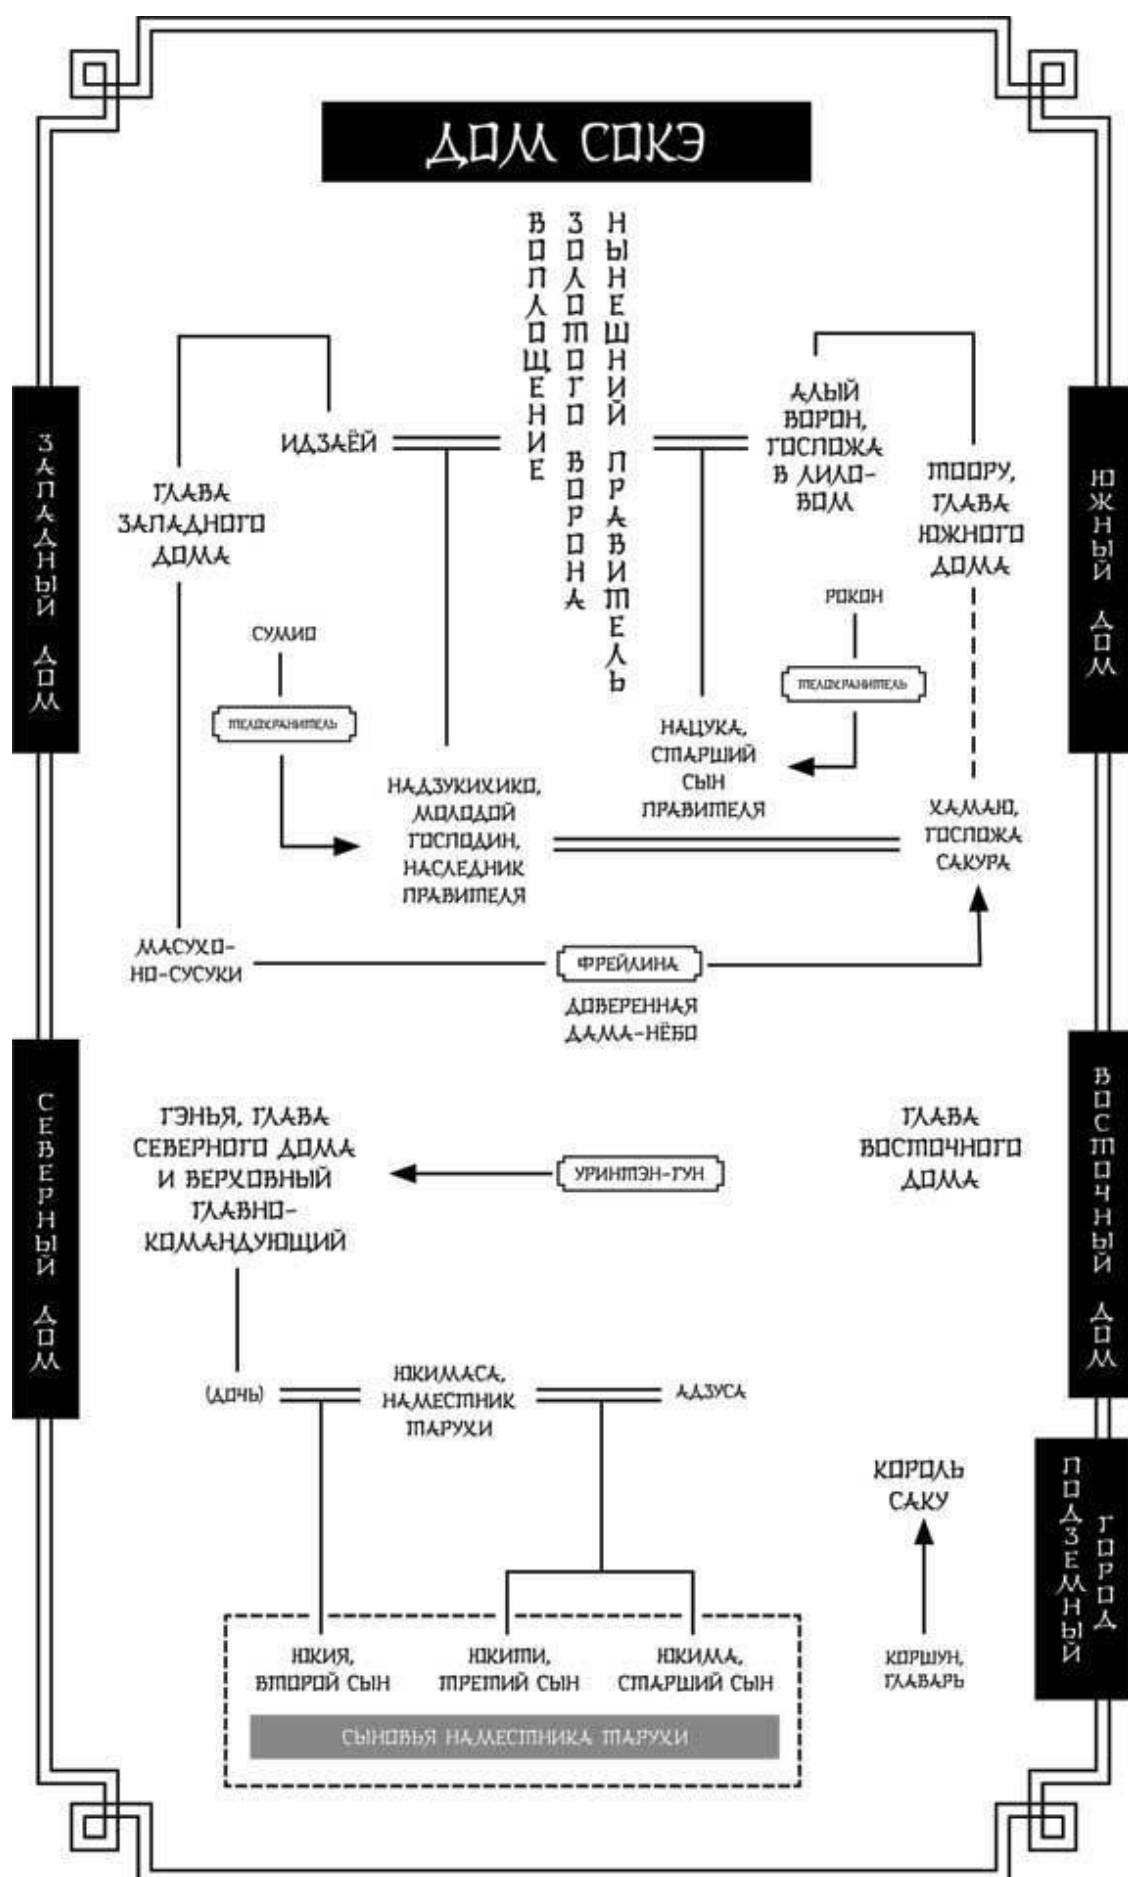 ДОМ СОКЭ
ВОПЛОЩЕНИЕ
ЗОЛОТОГО ВОРОНА
НЫНЕШНИЙ ПРАВИТЕЛЬ
ЗАПАДНЫЙ ДОМ
ЮЖНЫЙ ДОМ
ИДЗАЁЙ
АЛЫЙ
ВОРОН,
ГОСПОЖА
В ЛИЛО-
ВОМ
ГЛАВА
ЗАПАДНОГО
ДОМА
ТООРУ,
ГЛАВА
ЮЖНОГО
ДОМА
СУМИО
ТЕЛОХРАНИТЕЛЬ
РОКОН
ТЕЛОХРАНИТЕЛЬ
НАДЗУКИХИКО,
МОЛОДОЙ
ГОСПОДИН,
НАСЛЕДНИК
ПРАВИТЕЛЯ
НАЦУКА,
СТАРШИЙ
СЫН
ПРАВИТЕЛЯ
ХАМАЮ,
ГОСПОЖА
САКУРА
МАСУХО-
НО-СУСУКИ
ФРЕЙЛИНА
ДОВЕРЕННАЯ
ДАМА-НЁБО
СЕВЕРНЫЙ ДОМ
ВОСТОЧНЫЙ ДОМ
ГЭНЬЯ, ГЛАВА
СЕВЕРНОГО ДОМА
И ВЕРХОВНЫЙ
ГЛАВНО-
КОМАНДУЮЩИЙ
УРИНТЭН-ГУН
ГЛАВА
ВОСТОЧНОГО
ДОМА
(ДОЧЬ)
ЮКИМАСА,
НАМЕСТНИК
ТАРУХИ
АДЗУСА
ПОДЗЕМНЫЙ
ГОРОД
КОРОЛЬ
САКУ
КОРШУН,
ГЛАВАРЬ
ЮКИЯ,
ВТОРОЙ СЫН
ЮКИТИ,
ТРЕТИЙ СЫН
ЮКИМА,
СТАРШИЙ СЫН
СЫНОВЬЯ НАМЕСТНИКА ТАРУХИ